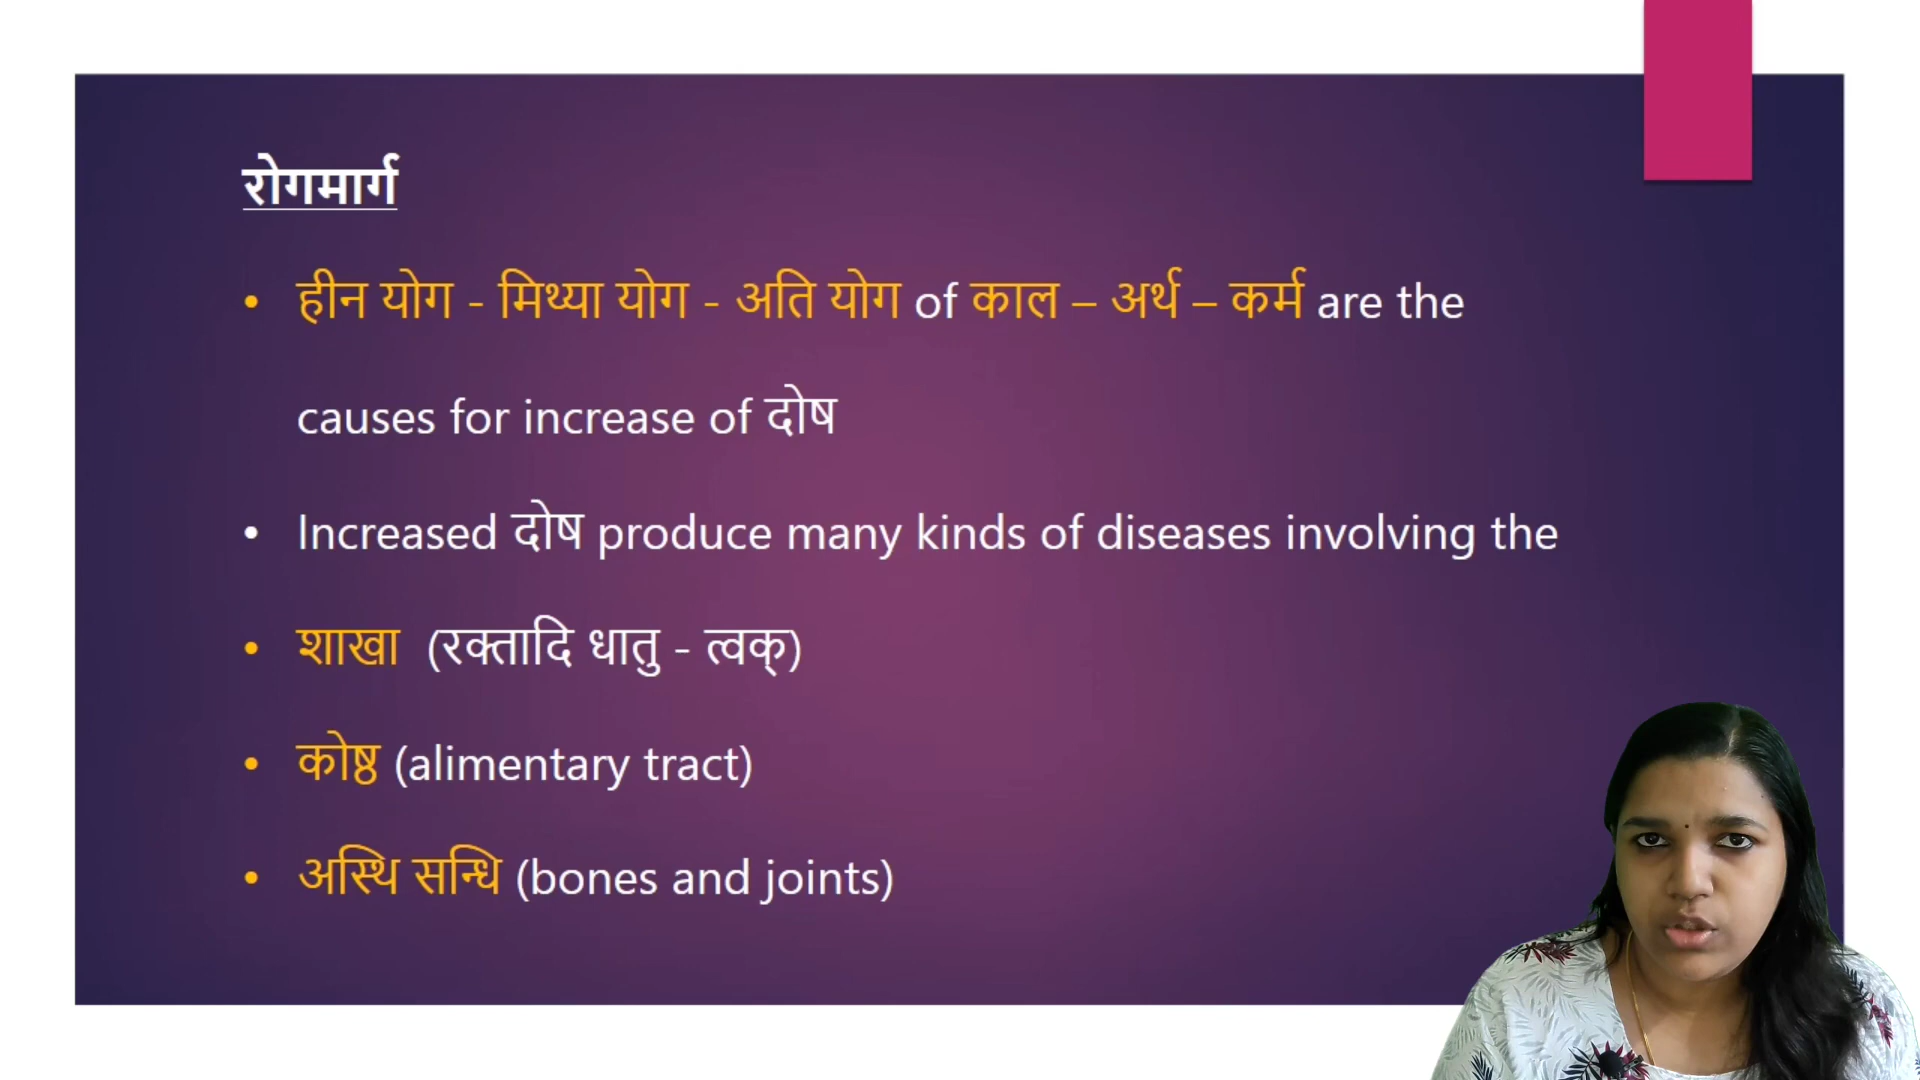 रोगमार्ग
• हीन योग - मिथ्या योग - अति योग of काल – अर्थ – कर्म are the
causes for increase of दोष
• Increased दोष produce many kinds of diseases involving the
• शाखा (रक्तादि धातु - त्वक्)
• कोष्ठ (alimentary tract)
• अस्थि सन्धि (bones and joints)